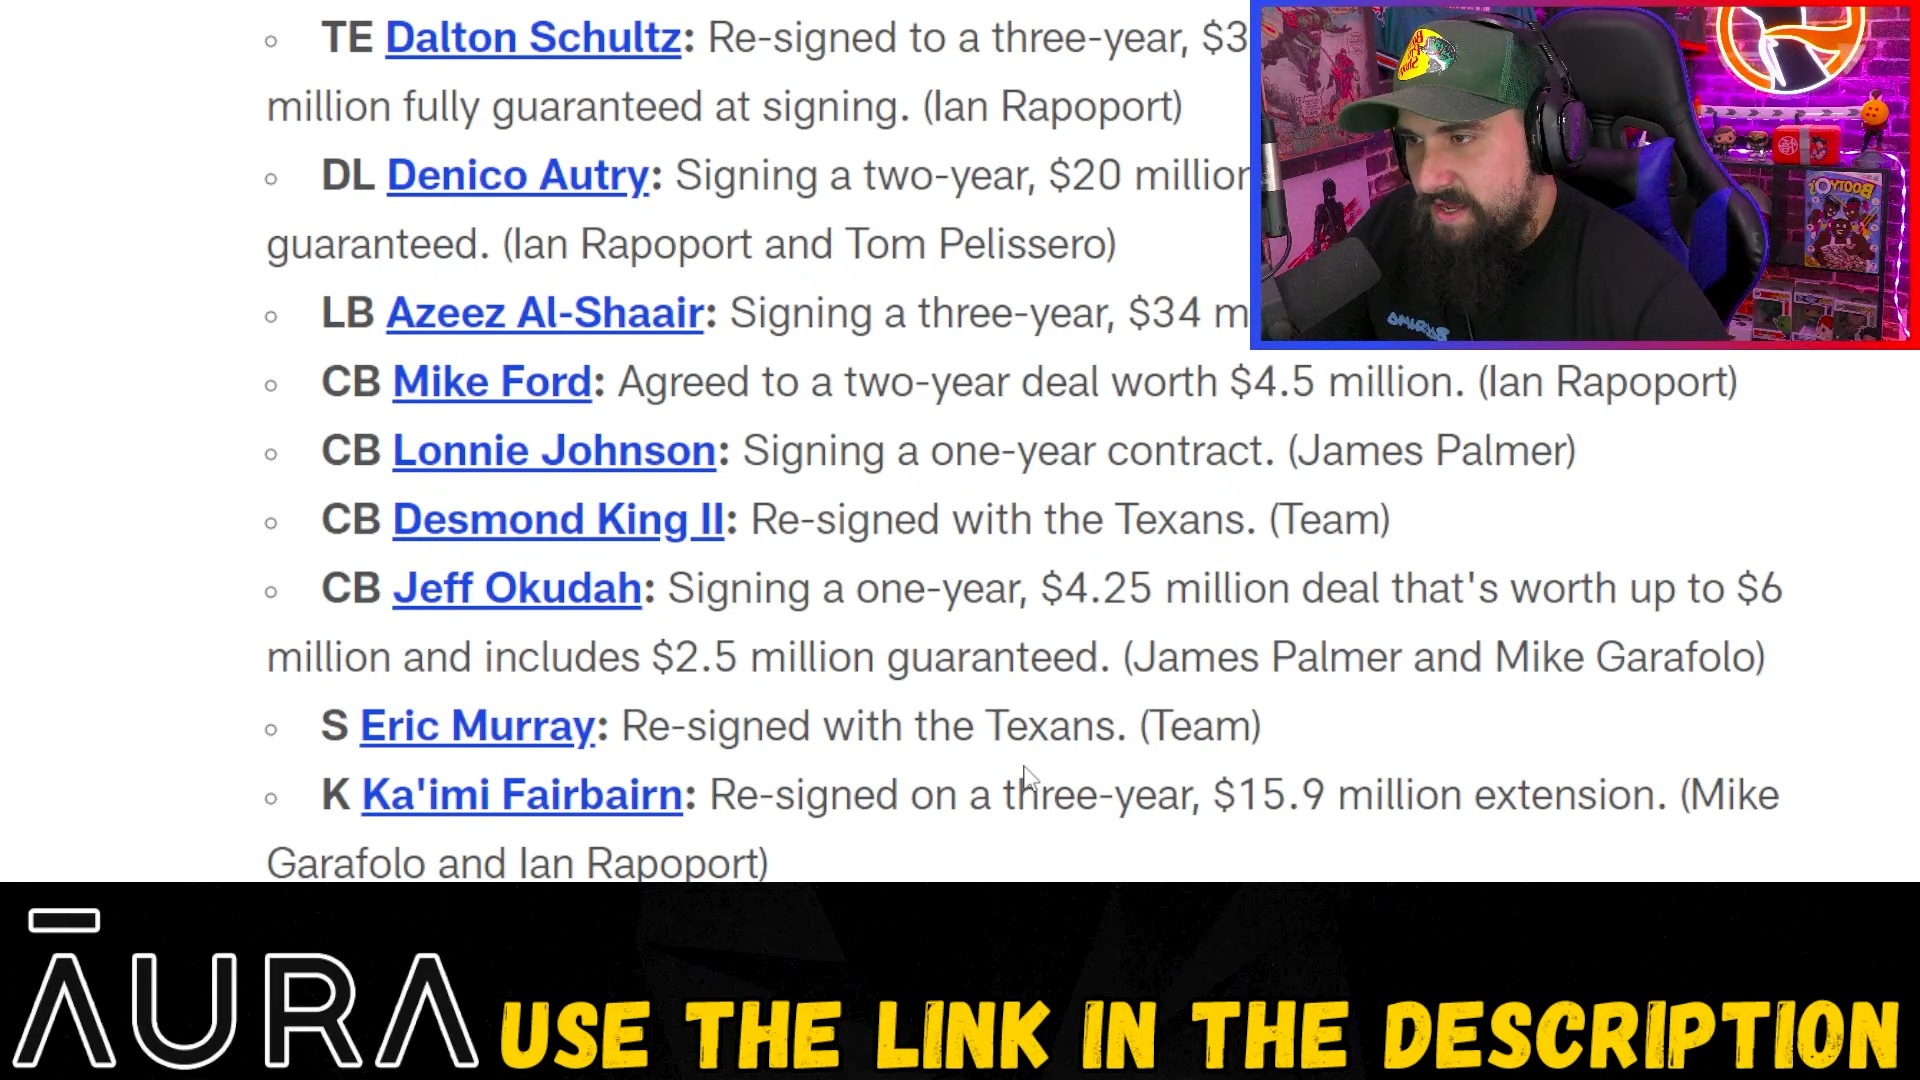 TE Dalton Schultz: Re-signed to a three-year, $3
million fully guaranteed at signing. (Ian Rapoport)
DL Denico Autry: Signing a two-year, $20 million
guaranteed. (Ian Rapoport and Tom Pelissero)
LB Azeez Al-Shaair: Signing a three-year, $34 m
CB Mike Ford: Agreed to a two-year deal worth $4.5 million. (Ian Rapoport)
CB Lonnie Johnson: Signing a one-year contract. (James Palmer)
CB Desmond King II: Re-signed with the Texans. (Team)
CB Jeff Okudah: Signing a one-year, $4.25 million deal that's worth up to $6
million and includes $2.5 million guaranteed. (James Palmer and Mike Garafolo)
S Eric Murray: Re-signed with the Texans. (Team)
K Ka'imi Fairbairn: Re-signed on a three-year, $15.9 million extension. (Mike
Garafolo and Ian Rapoport)
Bass Pro Shops
BOOTY O's
ĀURA USE THE LINK IN THE DESCRIPTION